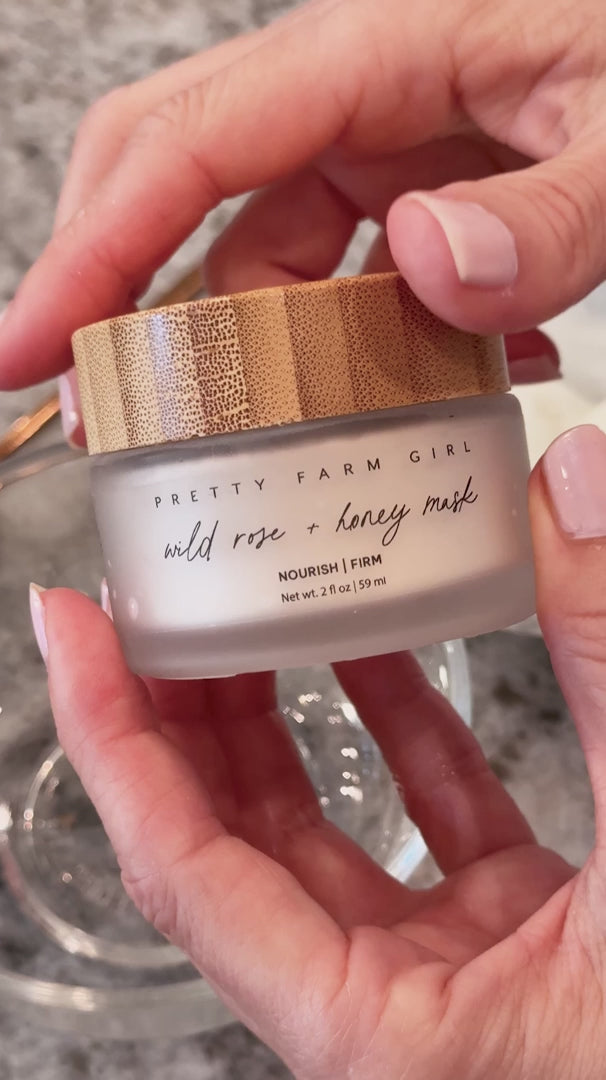 PRETTY FARM GIRL
wild rose + honey mask
NOURISH | FIRM
Net wt. 2 fl oz | 59 ml